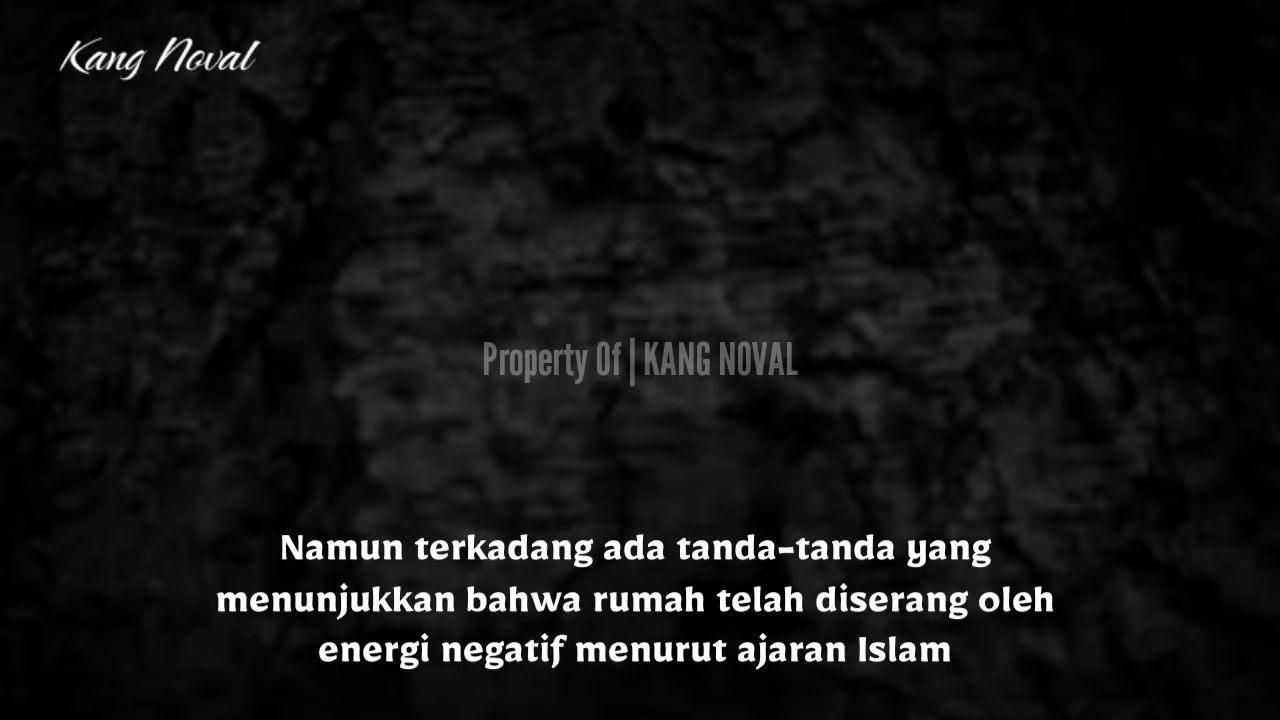 Kang Noval
Property Of | KANG NOVAL
Namun terkadang ada tanda-tanda yang
menunjukkan bahwa rumah telah diserang oleh
energi negatif menurut ajaran Islam